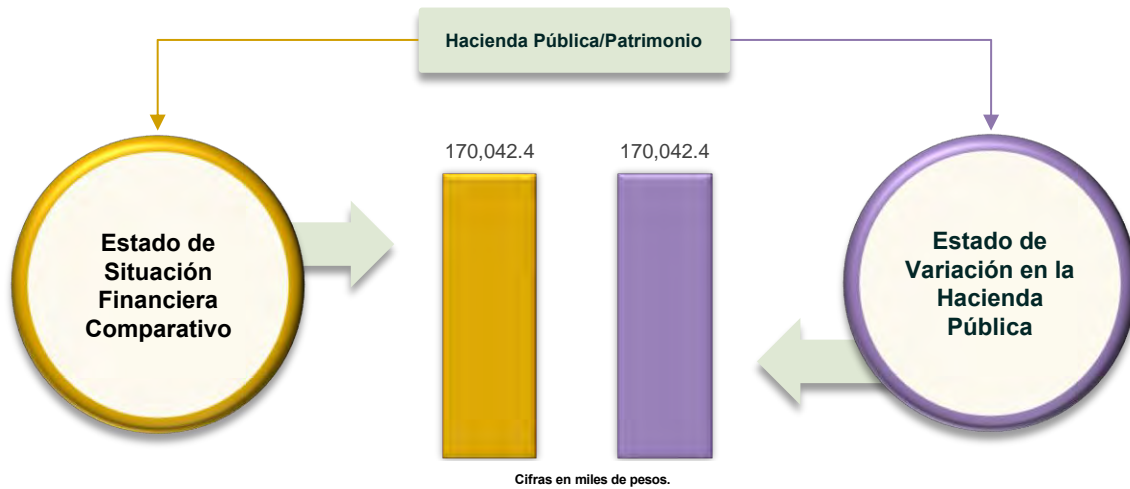 Hacienda Pública/Patrimonio
170,042.4
170,042.4
Estado de
Situación
Financiera
Comparativo
Estado de
Variación en la
Hacienda
Pública
Cifras en miles de pesos.